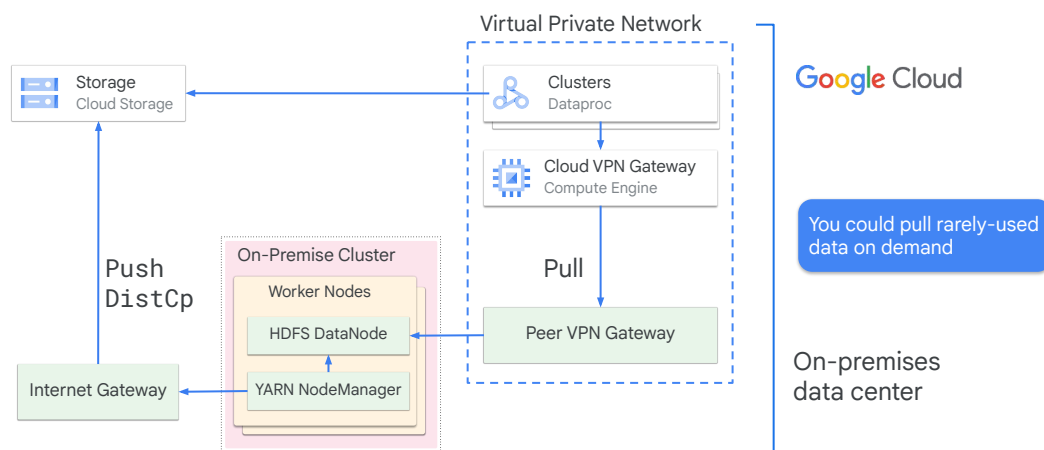 Virtual Private Network
Storage
Cloud Storage
Clusters
Dataproc
Google Cloud
Cloud VPN Gateway
Compute Engine
You could pull rarely-used
data on demand
On-Premise Cluster
Push
DistCp
Pull
Worker Nodes
HDFS DataNode
Peer VPN Gateway
Internet Gateway
YARN NodeManager
On-premises
data center